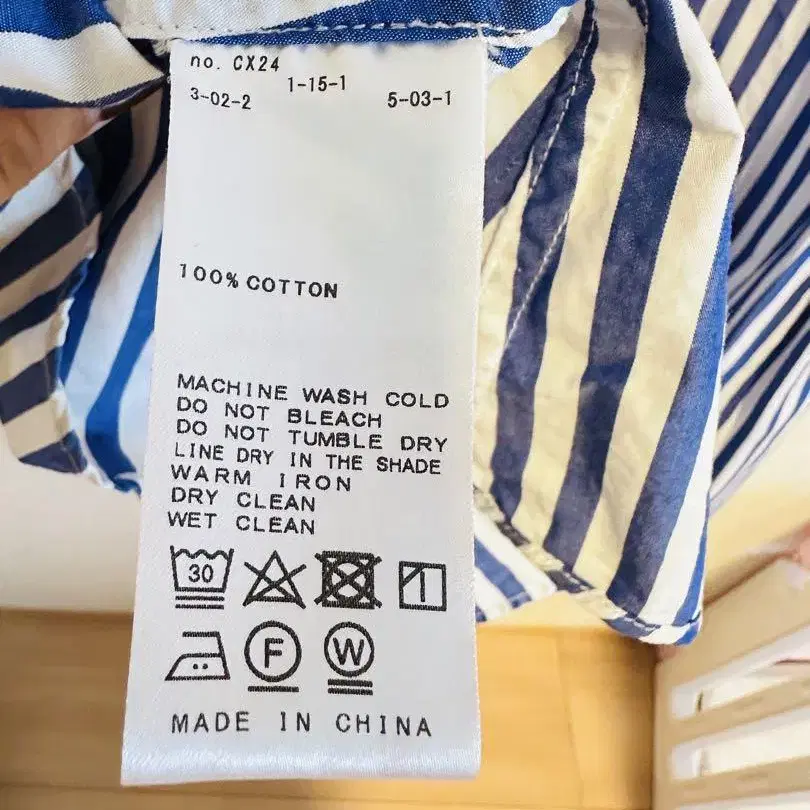 no. CX24
1-15-1
3-02-2
5-03-1
100% COTTON
MACHINE WASH COLD
DO NOT BLEACH
DO NOT TUMBLE DRY
LINE DRY IN THE SHADE
WARM IRON
DRY CLEAN
WET CLEAN
30
F W
MADE IN CHINA